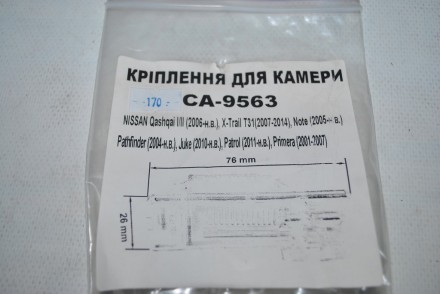 КРІПЛЕННЯ ДЛЯ КАМЕРИ
170 CA-9563
NISSAN Qashqai I/II (2006-н.в.), X-Trail T31(2007-2014), Note (2005-н.в.)
Pathfinder (2004-н.в.), Juke (2010-н.в.), Patrol (2011-н.в.), Primera (2001-2007)
76 mm
26 mm